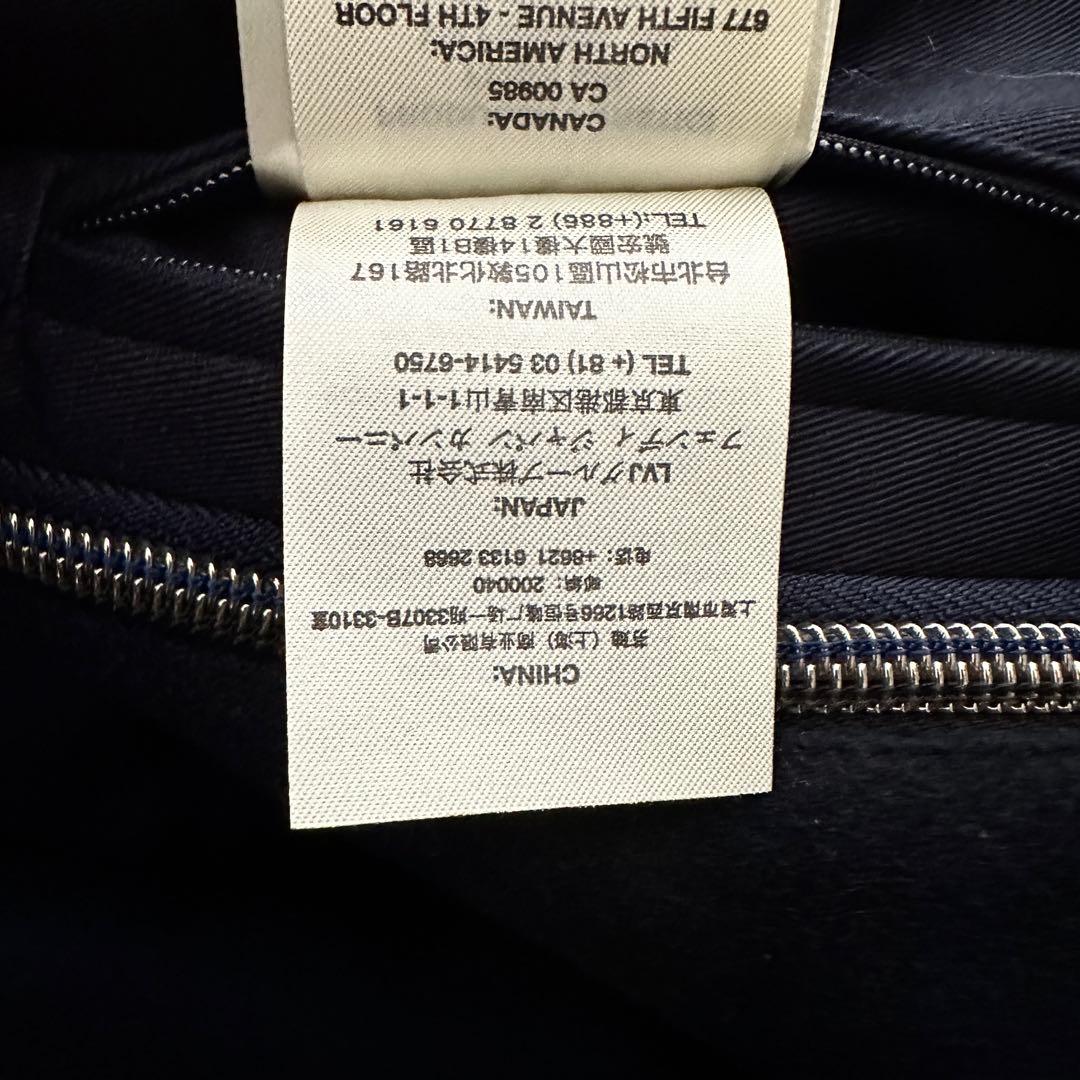 CHINA:
芬迪（上海）商业有限公司
上海市南京西路1266号恒隆广场一期3307B-3310室
邮编：200040
电话：+8621 6133 2668
JAPAN:
LVJグループ株式会社
フェンディ ジャパン カンパニー
東京都港区南青山1-1-1
TEL (+ 81) 03 5414-6750
TAIWAN:
台北市松山區105敦化北路167
號宏國大樓14樓B1區
TEL:(+886) 2 8770 6161
CANADA:
CA 00985
NORTH AMERICA:
677 FIFTH AVENUE - 4TH FLOOR